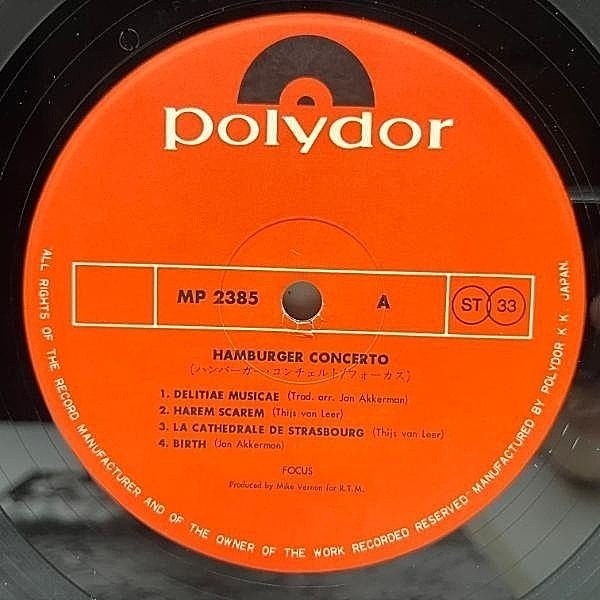 polydor
MP 2385 A ST 33
HAMBURGER CONCERTO
(ハンバーガー・コンチェルト/フォーカス)
1. DELITIAE MUSICAE (Trad. arr. Jan Akkerman)
2. HAREM SCAREM (Thijs van Leer)
3. LA CATHEDRALE DE STRASBOURG (Thijs van Leer)
4. BIRTH (Jan Akkerman)
FOCUS
Produced by Mike Vernon for R.T.M.
"ALL RIGHTS OF THE RECORD MANUFACTURER AND OF THE OWNER OF THE WORK RECORDED RESERVED" MANUFACTURED BY POLYDOR K.K. JAPAN.